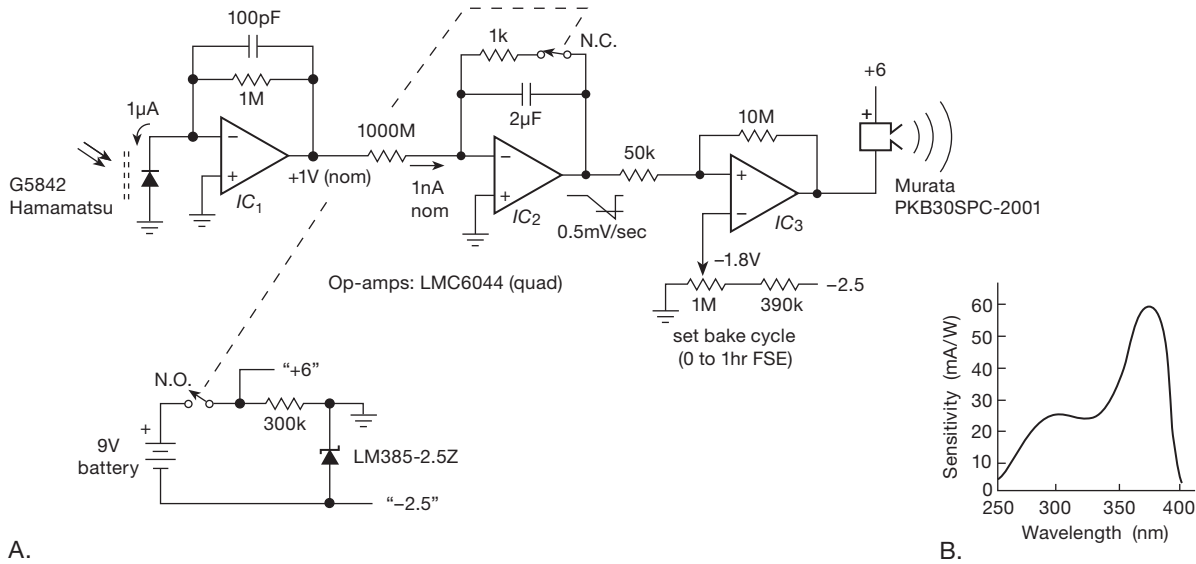 100pF
1M
1µA
G5842
Hamamatsu
−
+
IC1
+1V (nom)
1000M
1nA
nom
1k
N.C.
2µF
−
+
IC2
0.5mV/sec
50k
10M
+
−
IC3
+6
+
Murata
PKB30SPC-2001
−1.8V
1M
390k
−2.5
set bake cycle
(0 to 1hr FSE)
Op-amps: LMC6044 (quad)
N.O.
“+6”
300k
+
9V
battery
LM385-2.5Z
“−2.5”
A.
Sensitivity (mA/W)
60
50
40
30
20
10
0
250 300 350 400
Wavelength (nm)
B.